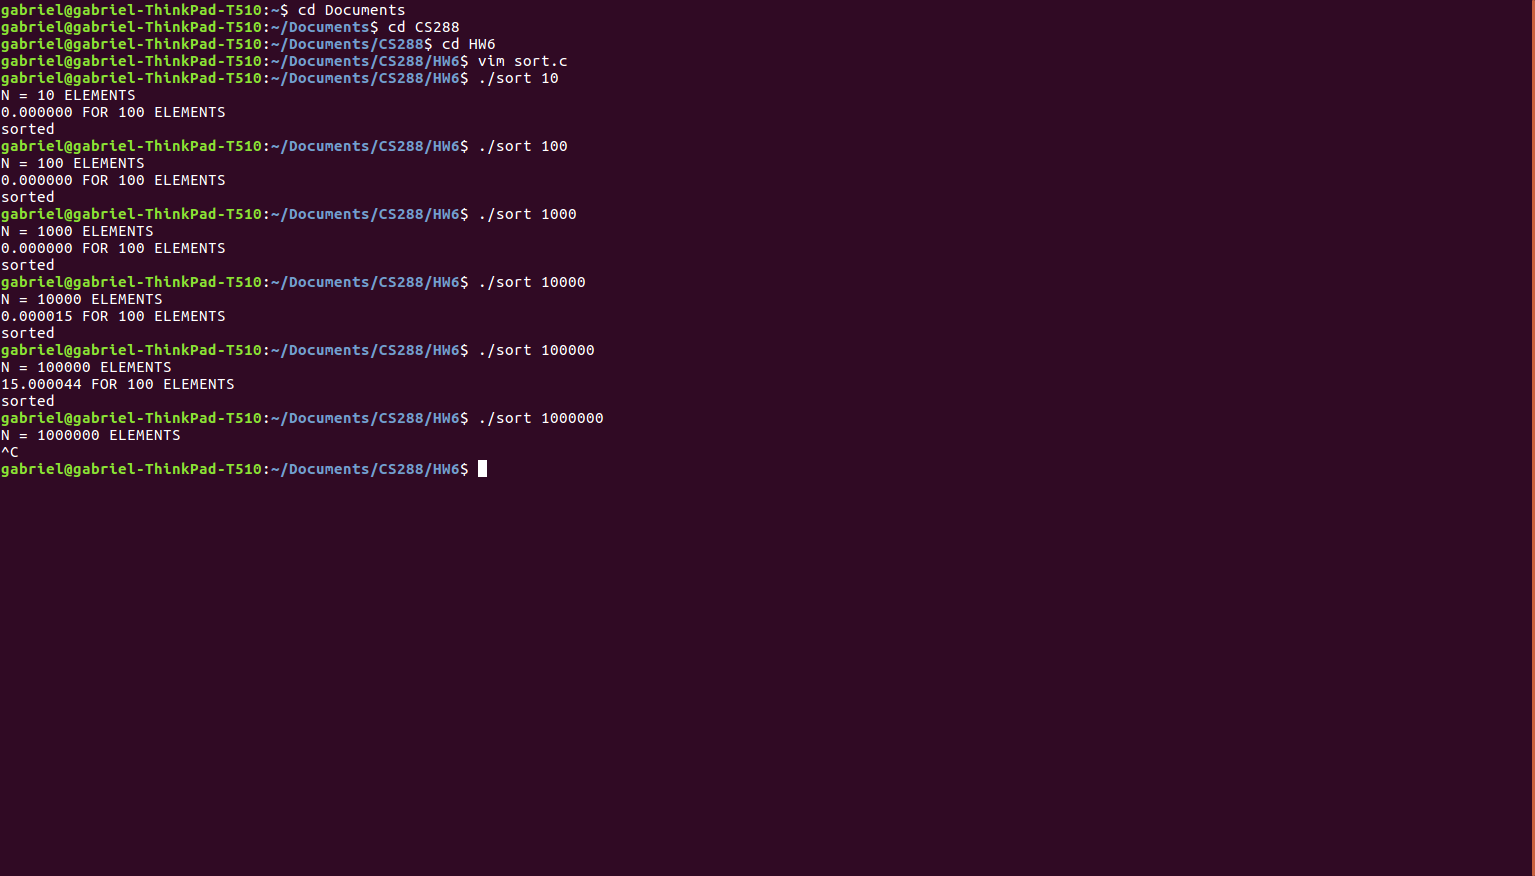 gabriel@gabriel-ThinkPad-T510:~$ cd Documents
gabriel@gabriel-ThinkPad-T510:~/Documents$ cd CS288
gabriel@gabriel-ThinkPad-T510:~/Documents/CS288$ cd HW6
gabriel@gabriel-ThinkPad-T510:~/Documents/CS288/HW6$ vim sort.c
gabriel@gabriel-ThinkPad-T510:~/Documents/CS288/HW6$ ./sort 10
N = 10 ELEMENTS
0.000000 FOR 100 ELEMENTS
sorted
gabriel@gabriel-ThinkPad-T510:~/Documents/CS288/HW6$ ./sort 100
N = 100 ELEMENTS
0.000000 FOR 100 ELEMENTS
sorted
gabriel@gabriel-ThinkPad-T510:~/Documents/CS288/HW6$ ./sort 1000
N = 1000 ELEMENTS
0.000000 FOR 100 ELEMENTS
sorted
gabriel@gabriel-ThinkPad-T510:~/Documents/CS288/HW6$ ./sort 10000
N = 10000 ELEMENTS
0.000015 FOR 100 ELEMENTS
sorted
gabriel@gabriel-ThinkPad-T510:~/Documents/CS288/HW6$ ./sort 100000
N = 100000 ELEMENTS
15.000044 FOR 100 ELEMENTS
sorted
gabriel@gabriel-ThinkPad-T510:~/Documents/CS288/HW6$ ./sort 1000000
N = 1000000 ELEMENTS
^C
gabriel@gabriel-ThinkPad-T510:~/Documents/CS288/HW6$